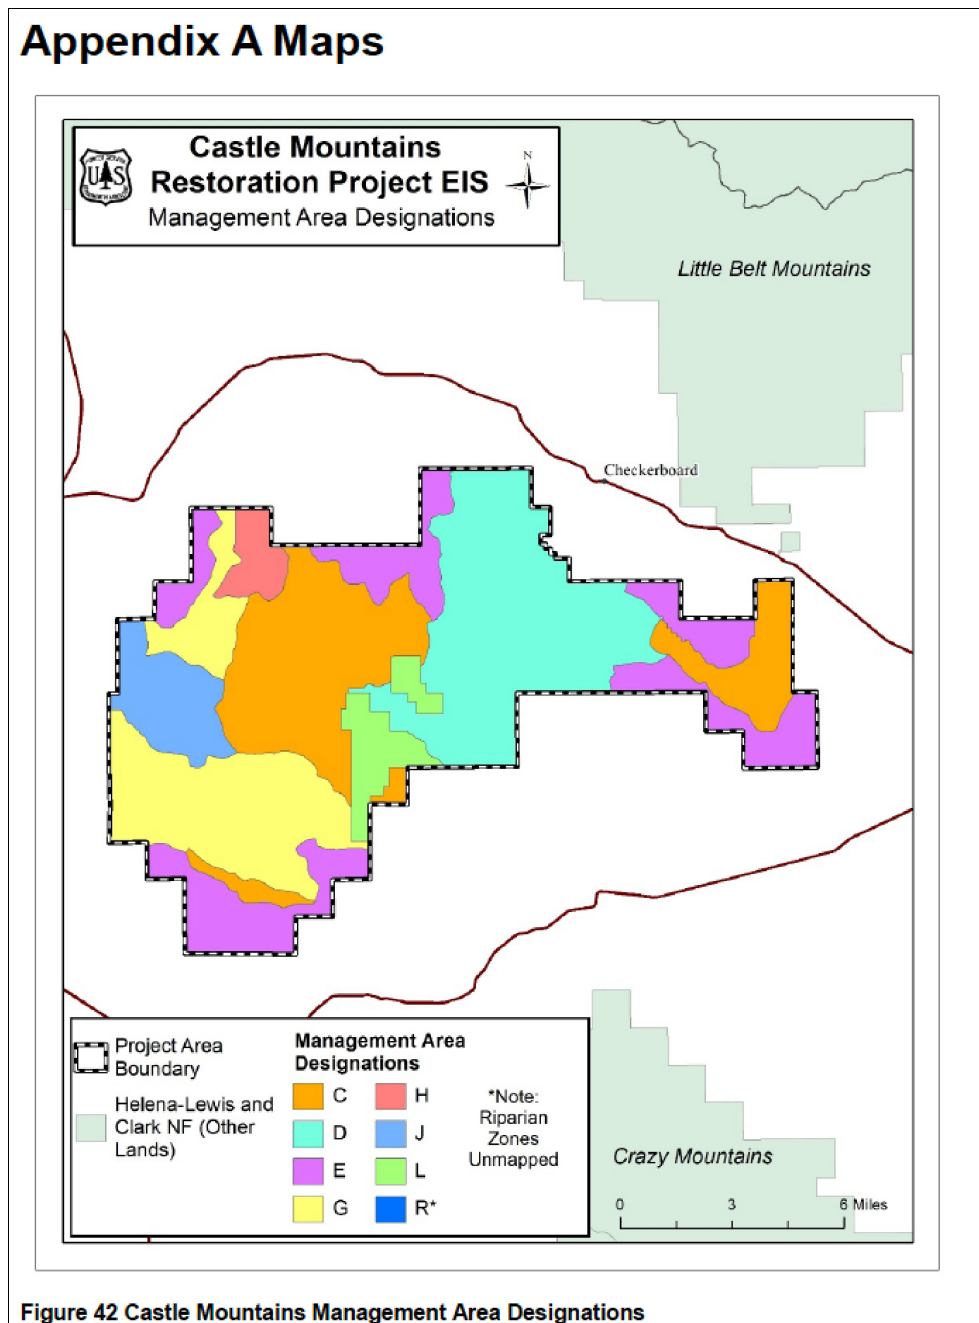 Appendix A Maps
Castle Mountains
Restoration Project EIS
Management Area Designations
N
U S
Little Belt Mountains
Checkerboard
Project Area
Boundary
Helena-Lewis and
Clark NF (Other
Lands)
Management Area
Designations
C
H
D
J
E
L
G
R*
*Note:
Riparian
Zones
Unmapped
Crazy Mountains
0 3 6 Miles
Figure 42 Castle Mountains Management Area Designations